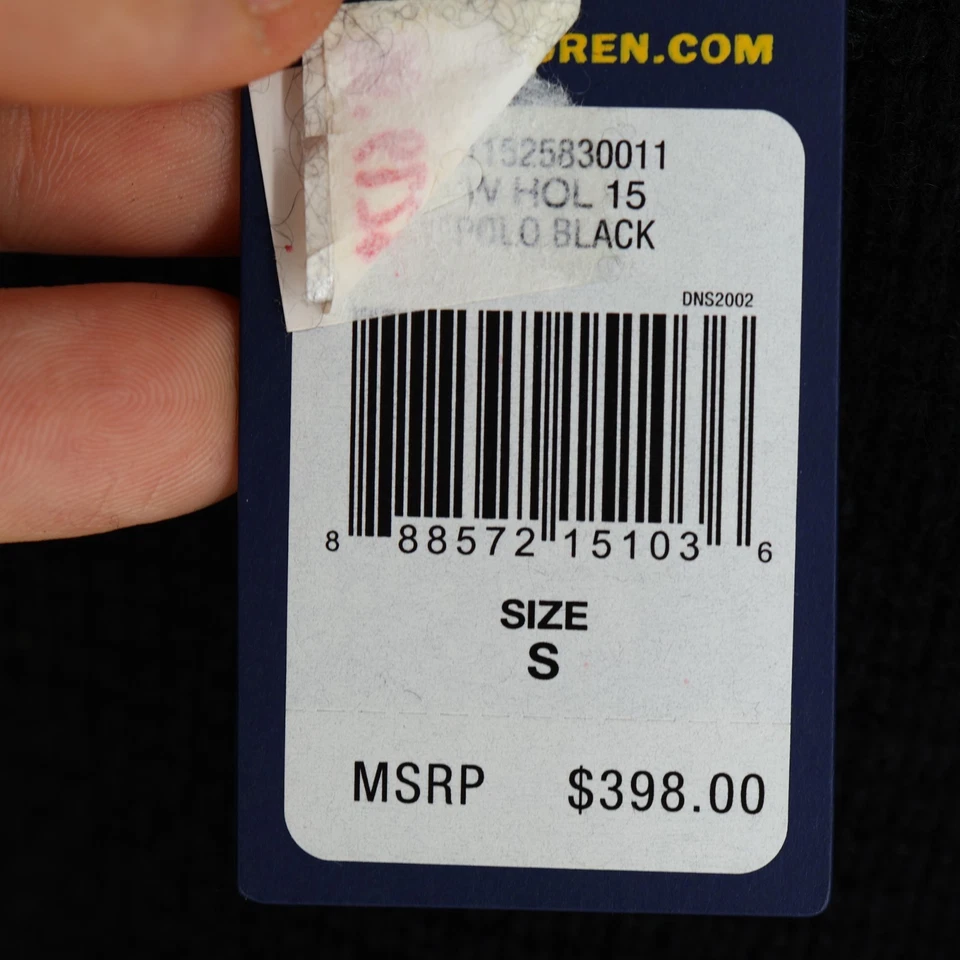 REN.COM
1525830011
W HOL 15
POLO BLACK
DNS2002
8 88572 15103 6
SIZE
S
MSRP $398.00